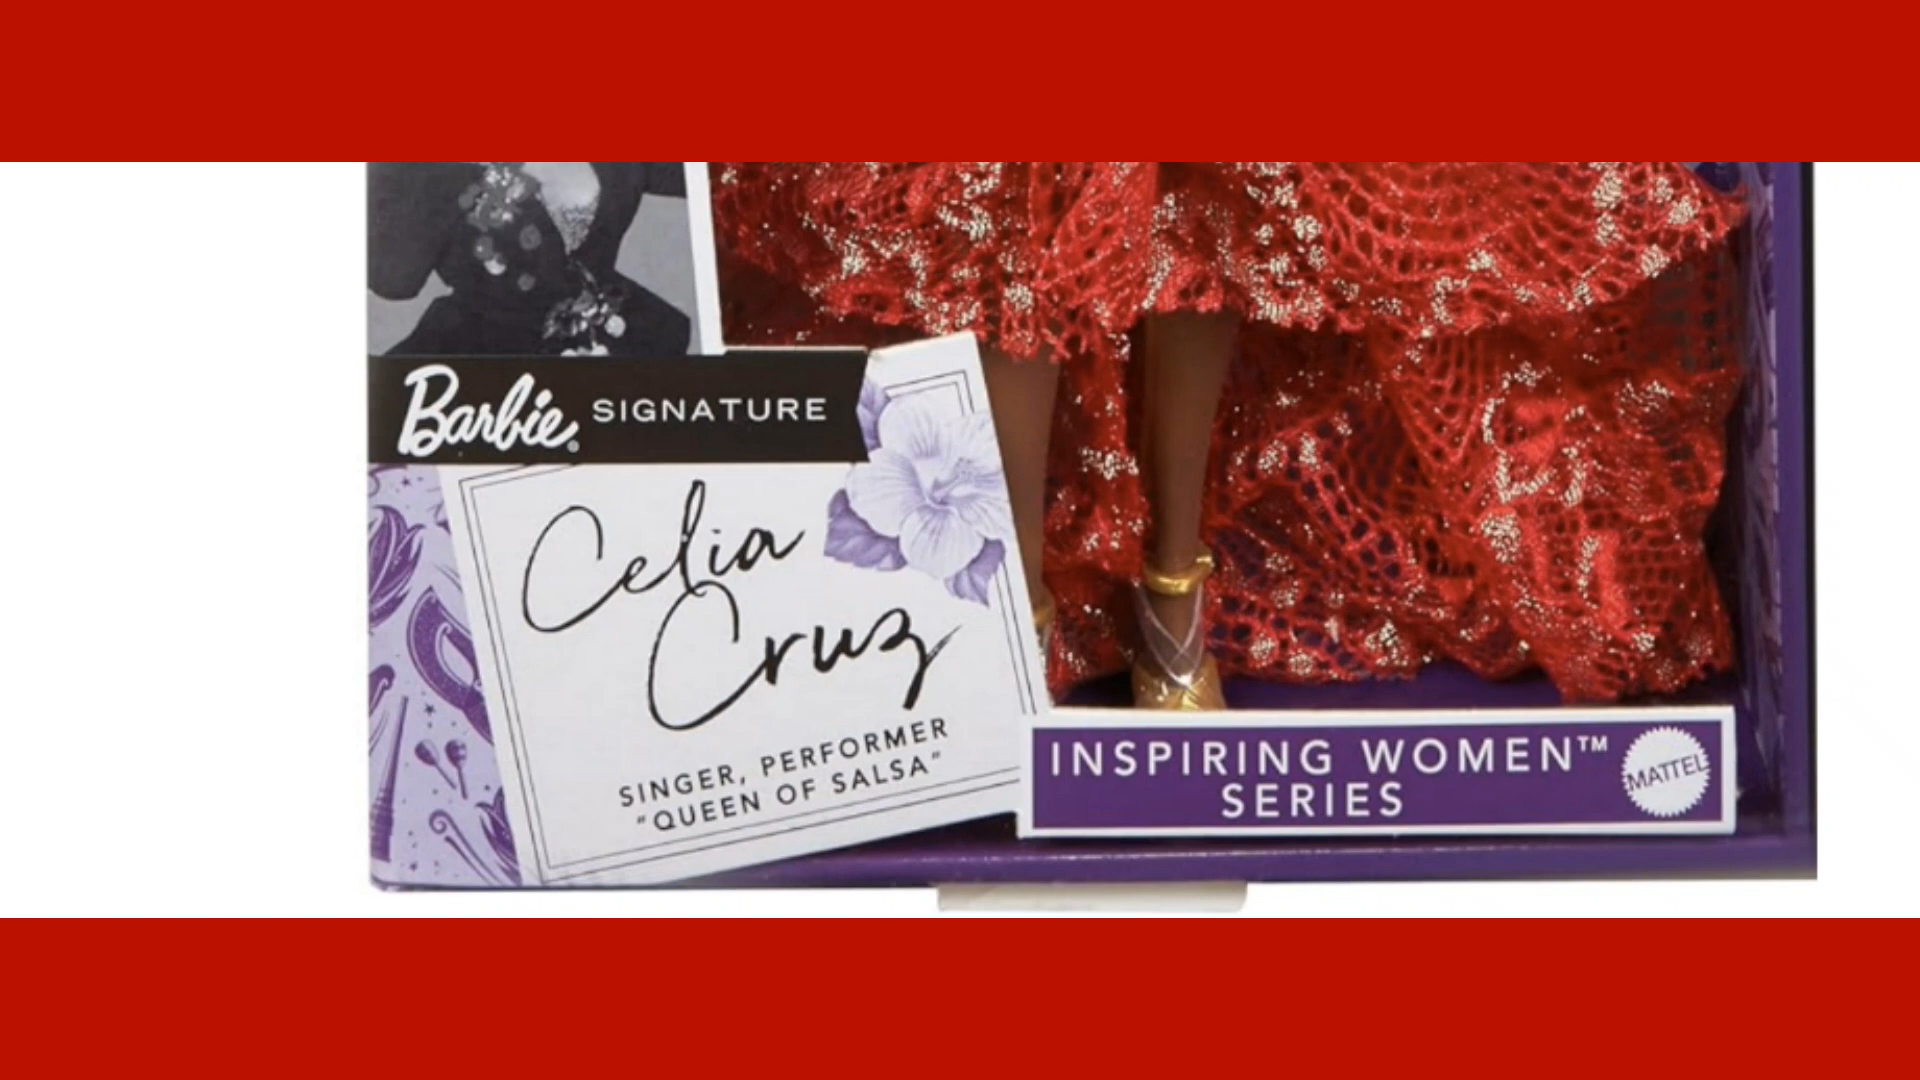 Barbie® SIGNATURE
Celia
Cruz
SINGER, PERFORMER
"QUEEN OF SALSA"
INSPIRING WOMEN™
SERIES
MATTEL